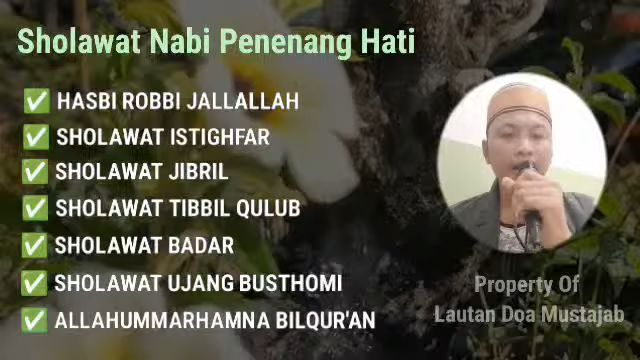 Sholawat Nabi Penenang Hati
✅ HASBI ROBBI JALLALLAH
✅ SHOLAWAT ISTIGHFAR
✅ SHOLAWAT JIBRIL
✅ SHOLAWAT TIBBIL QULUB
✅ SHOLAWAT BADAR
✅ SHOLAWAT UJANG BUSTHOMI
✅ ALLAHUMMARHAMNA BILQUR'AN
Property Of
Lautan Doa Mustajab